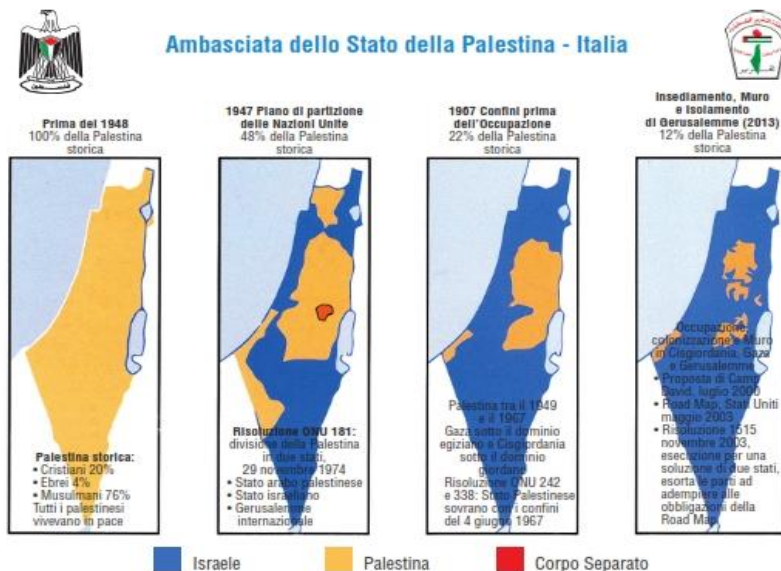 Ambasciata dello Stato della Palestina - Italia
Prima del 1948
100% della Palestina
storica
Palestina storica:
• Cristiani 20%
• Ebrei 4%
• Musulmani 76%
Tutti i palestinesi
vivevano in pace
1947 Piano di partizione
delle Nazioni Unite
48% della Palestina
storica
Risoluzione ONU 181:
divisione della Palestina
in due stati,
29 novembre 1974
• Stato arabo palestinese
• Stato israeliano
• Gerusalemme
internazionale
1967 Confini prima
dell'Occupazione
22% della Palestina
storica
Palestina tra il 1949
e il 1967
Gaza sotto il dominio
egiziano e Cisgiordania
sotto il dominio
giordano
Risoluzione ONU 242
e 338: Stato Palestinese
sovrano con i confini
del 4 giugno 1967
Insediamento, Muro
e Isolamento
di Gerusalemme (2013)
12% della Palestina
storica
Occupazione,
colonizzazione e Muro
in Cisgiordania, Gaza
e Gerusalemme
• Proposta di Camp
David, luglio 2000
• Road Map, Stati Uniti
maggio 2003
• Risoluzione 1515
novembre 2003,
esecuzione per una
soluzione di due stati,
esorta le parti ad
adempiere alle
obbligazioni della
Road Map
Israele
Palestina
Corpo Separato